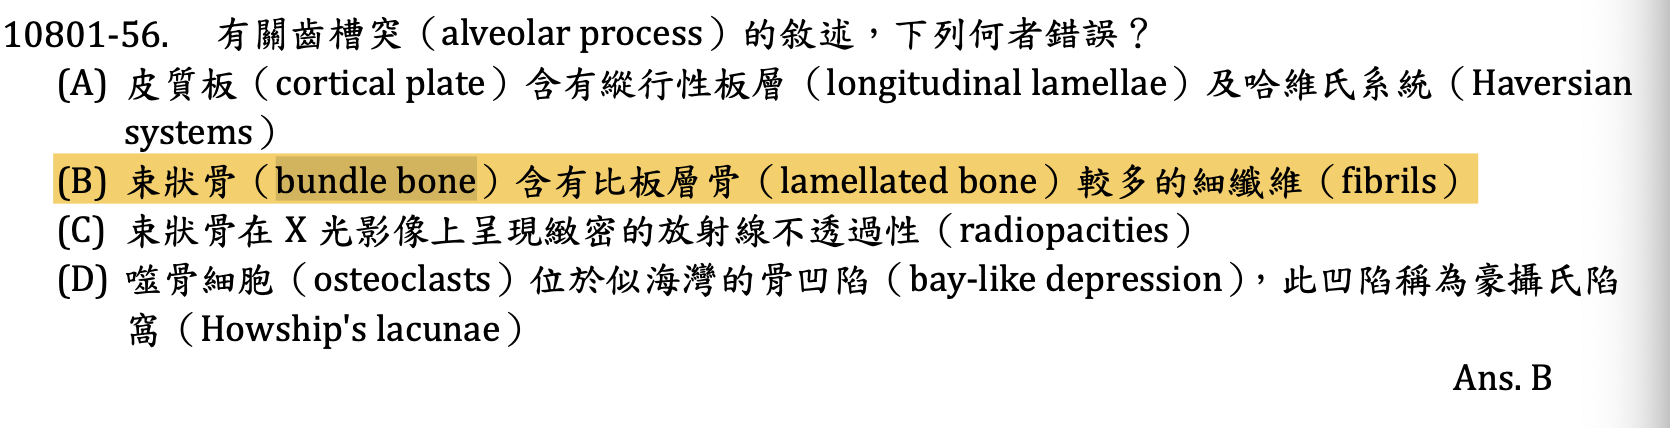 10801-56. 有關齒槽突（alveolar process）的敘述，下列何者錯誤？
(A) 皮質板（cortical plate）含有縱行性板層（longitudinal lamellae）及哈維氏系統（Haversian
systems）
(B) 束狀骨（bundle bone）含有比板層骨（lamellated bone）較多的細纖維（fibrils）
(C) 束狀骨在 X 光影像上呈現緻密的放射線不透過性（radiopacities）
(D) 噬骨細胞（osteoclasts）位於似海灣的骨凹陷（bay-like depression），此凹陷稱為豪攝氏陷
窩（Howship's lacunae）
Ans. B